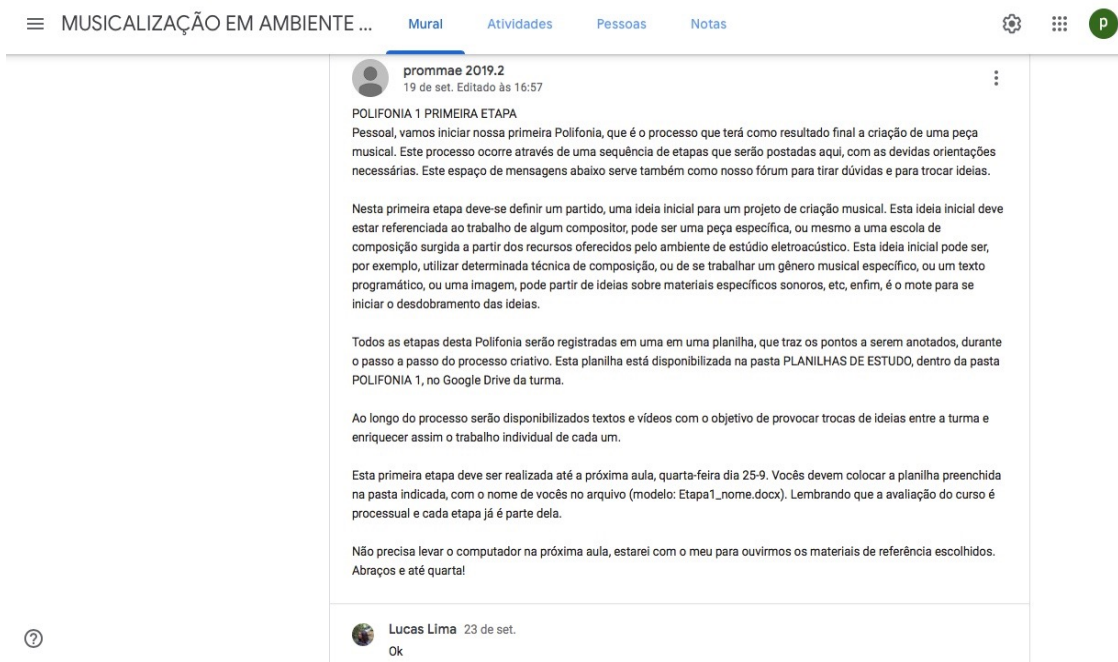 MUSICALIZAÇÃO EM AMBIENTE ...
Mural
Atividades
Pessoas
Notas
p
prommae 2019.2
19 de set. Editado às 16:57
POLIFONIA 1 PRIMEIRA ETAPA
Pessoal, vamos iniciar nossa primeira Polifonia, que é o processo que terá como resultado final a criação de uma peça
musical. Este processo ocorre através de uma sequência de etapas que serão postadas aqui, com as devidas orientações
necessárias. Este espaço de mensagens abaixo serve também como nosso fórum para tirar dúvidas e para trocar ideias.
Nesta primeira etapa deve-se definir um partido, uma ideia inicial para um projeto de criação musical. Esta ideia inicial deve
estar referenciada ao trabalho de algum compositor, pode ser uma peça específica, ou mesmo a uma escola de
composição surgida a partir dos recursos oferecidos pelo ambiente de estúdio eletroacústico. Esta ideia inicial pode ser,
por exemplo, utilizar determinada técnica de composição, ou de se trabalhar um gênero musical específico, ou um texto
programático, ou uma imagem, pode partir de ideias sobre materiais específicos sonoros, etc, enfim, é o mote para se
iniciar o desdobramento das ideias.
Todos as etapas desta Polifonia serão registradas em uma em uma planilha, que traz os pontos a serem anotados, durante
o passo a passo do processo criativo. Esta planilha está disponibilizada na pasta PLANILHAS DE ESTUDO, dentro da pasta
POLIFONIA 1, no Google Drive da turma.
Ao longo do processo serão disponibilizados textos e vídeos com o objetivo de provocar trocas de ideias entre a turma e
enriquecer assim o trabalho individual de cada um.
Esta primeira etapa deve ser realizada até a próxima aula, quarta-feira dia 25-9. Vocês devem colocar a planilha preenchida
na pasta indicada, com o nome de vocês no arquivo (modelo: Etapa1_nome.docx). Lembrando que a avaliação do curso é
processual e cada etapa já é parte dela.
Não precisa levar o computador na próxima aula, estarei com o meu para ouvirmos os materiais de referência escolhidos.
Abraços e até quarta!
Lucas Lima 23 de set.
Ok